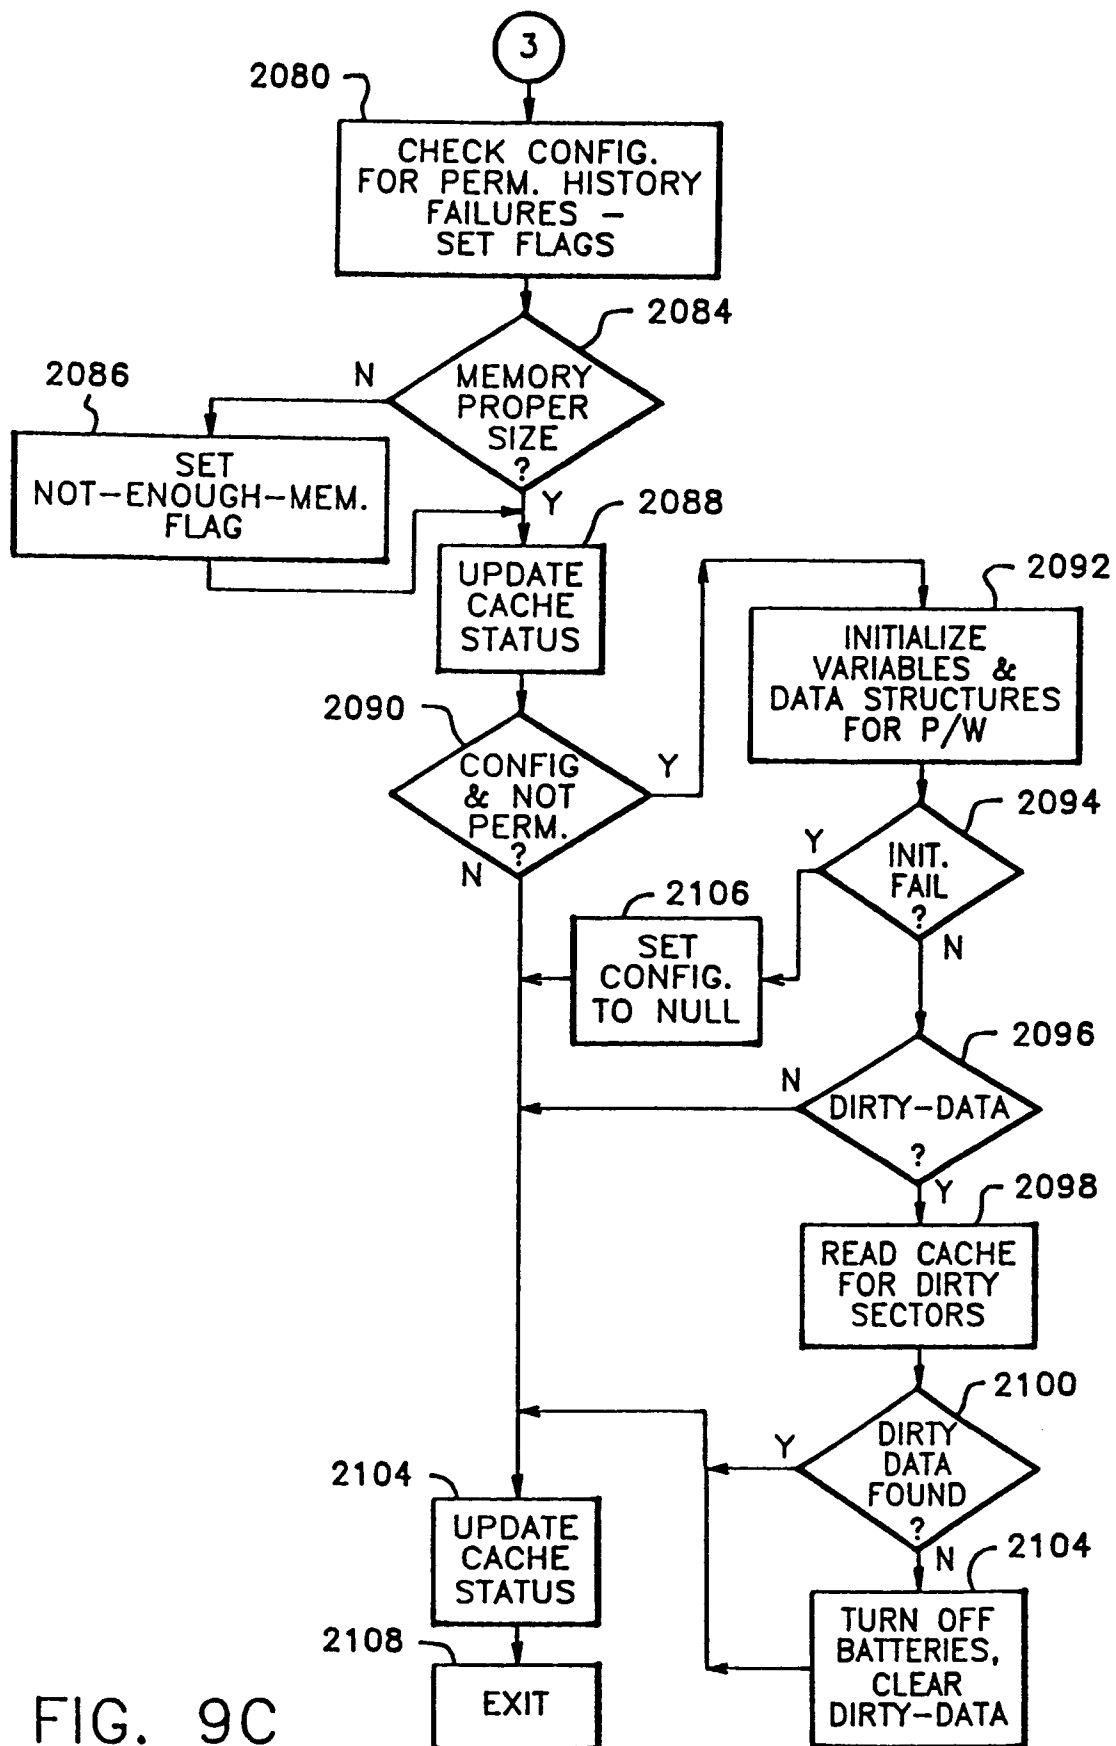 3
2080
CHECK CONFIG.
FOR PERM. HISTORY
FAILURES –
SET FLAGS
2084
MEMORY
PROPER
SIZE
?
N
Y
2086
SET
NOT-ENOUGH-MEM.
FLAG
2088
UPDATE
CACHE
STATUS
2090
CONFIG
& NOT
PERM.
?
Y
N
2092
INITIALIZE
VARIABLES &
DATA STRUCTURES
FOR P/W
2094
INIT.
FAIL
?
Y
N
2106
SET
CONFIG.
TO NULL
2096
DIRTY-DATA
?
N
Y
2098
READ CACHE
FOR DIRTY
SECTORS
2100
DIRTY
DATA
FOUND
?
Y
N
2104
TURN OFF
BATTERIES,
CLEAR
DIRTY-DATA
2104
UPDATE
CACHE
STATUS
2108
EXIT
FIG. 9C